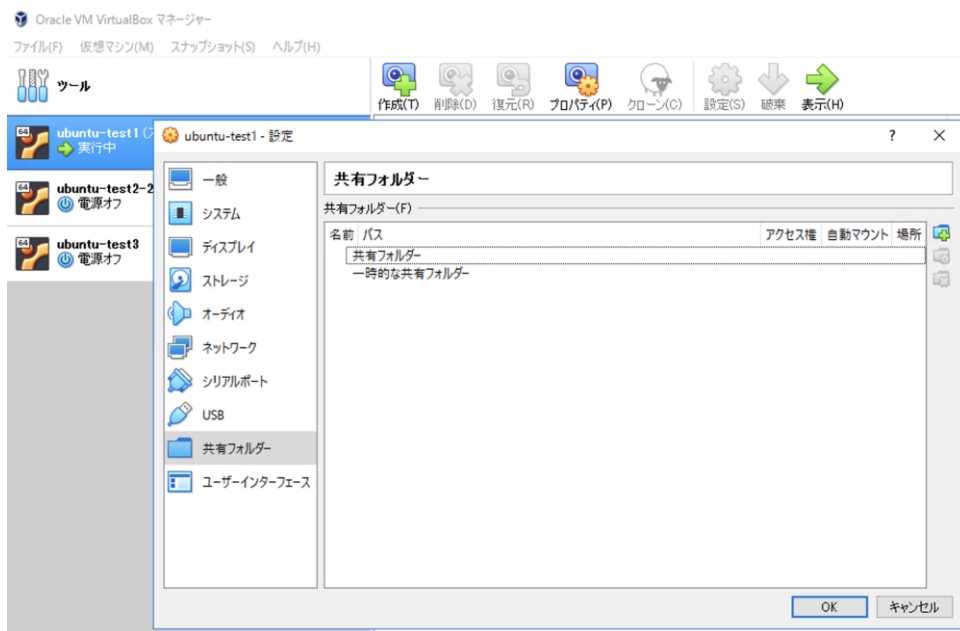 Oracle VM VirtualBox マネージャー
ファイル(F) 仮想マシン(M) スナップショット(S) ヘルプ(H)
ツール
作成(T) 削除(D) 復元(R) プロパティ(P) クローン(C) 設定(S) 破棄 表示(H)
64 ubuntu-test1
実行中
64 ubuntu-test2-2
電源オフ
64 ubuntu-test3
電源オフ
ubuntu-test1 - 設定 ? ×
一般
システム
ディスプレイ
ストレージ
オーディオ
ネットワーク
シリアルポート
USB
共有フォルダー
ユーザーインターフェース
共有フォルダー
共有フォルダー(F)
名前 パス アクセス権 自動マウント 場所
共有フォルダー
一時的な共有フォルダー
OK キャンセル